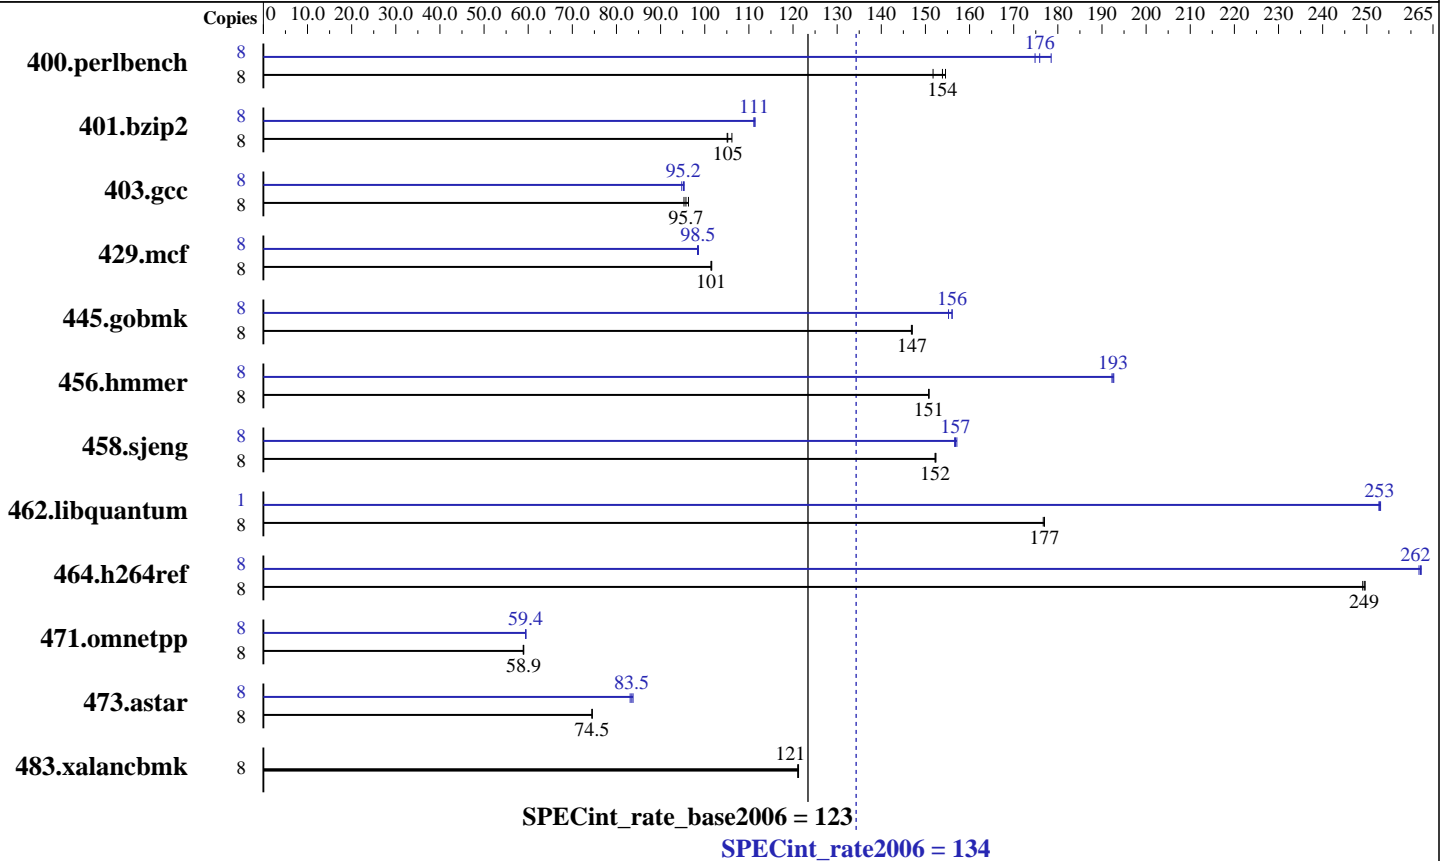 Copies 0 10.0 20.0 30.0 40.0 50.0 60.0 70.0 80.0 90.0 100 110 120 130 140 150 160 170 180 190 200 210 220 230 240 250 265
400.perlbench 8 176
8 154
401.bzip2 8 111
8 105
403.gcc 8 95.2
8 95.7
429.mcf 8 98.5
8 101
445.gobmk 8 156
8 147
456.hmmer 8 193
8 151
458.sjeng 8 157
8 152
462.libquantum 1 253
8 177
464.h264ref 8 262
8 249
471.omnetpp 8 59.4
8 58.9
473.astar 8 83.5
8 74.5
483.xalancbmk 8 121
SPECint_rate_base2006 = 123
SPECint_rate2006 = 134